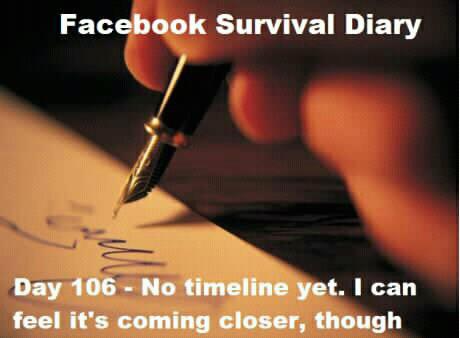 Facebook Survival Diary
Day 106 - No timeline yet. I can
feel it's coming closer, though